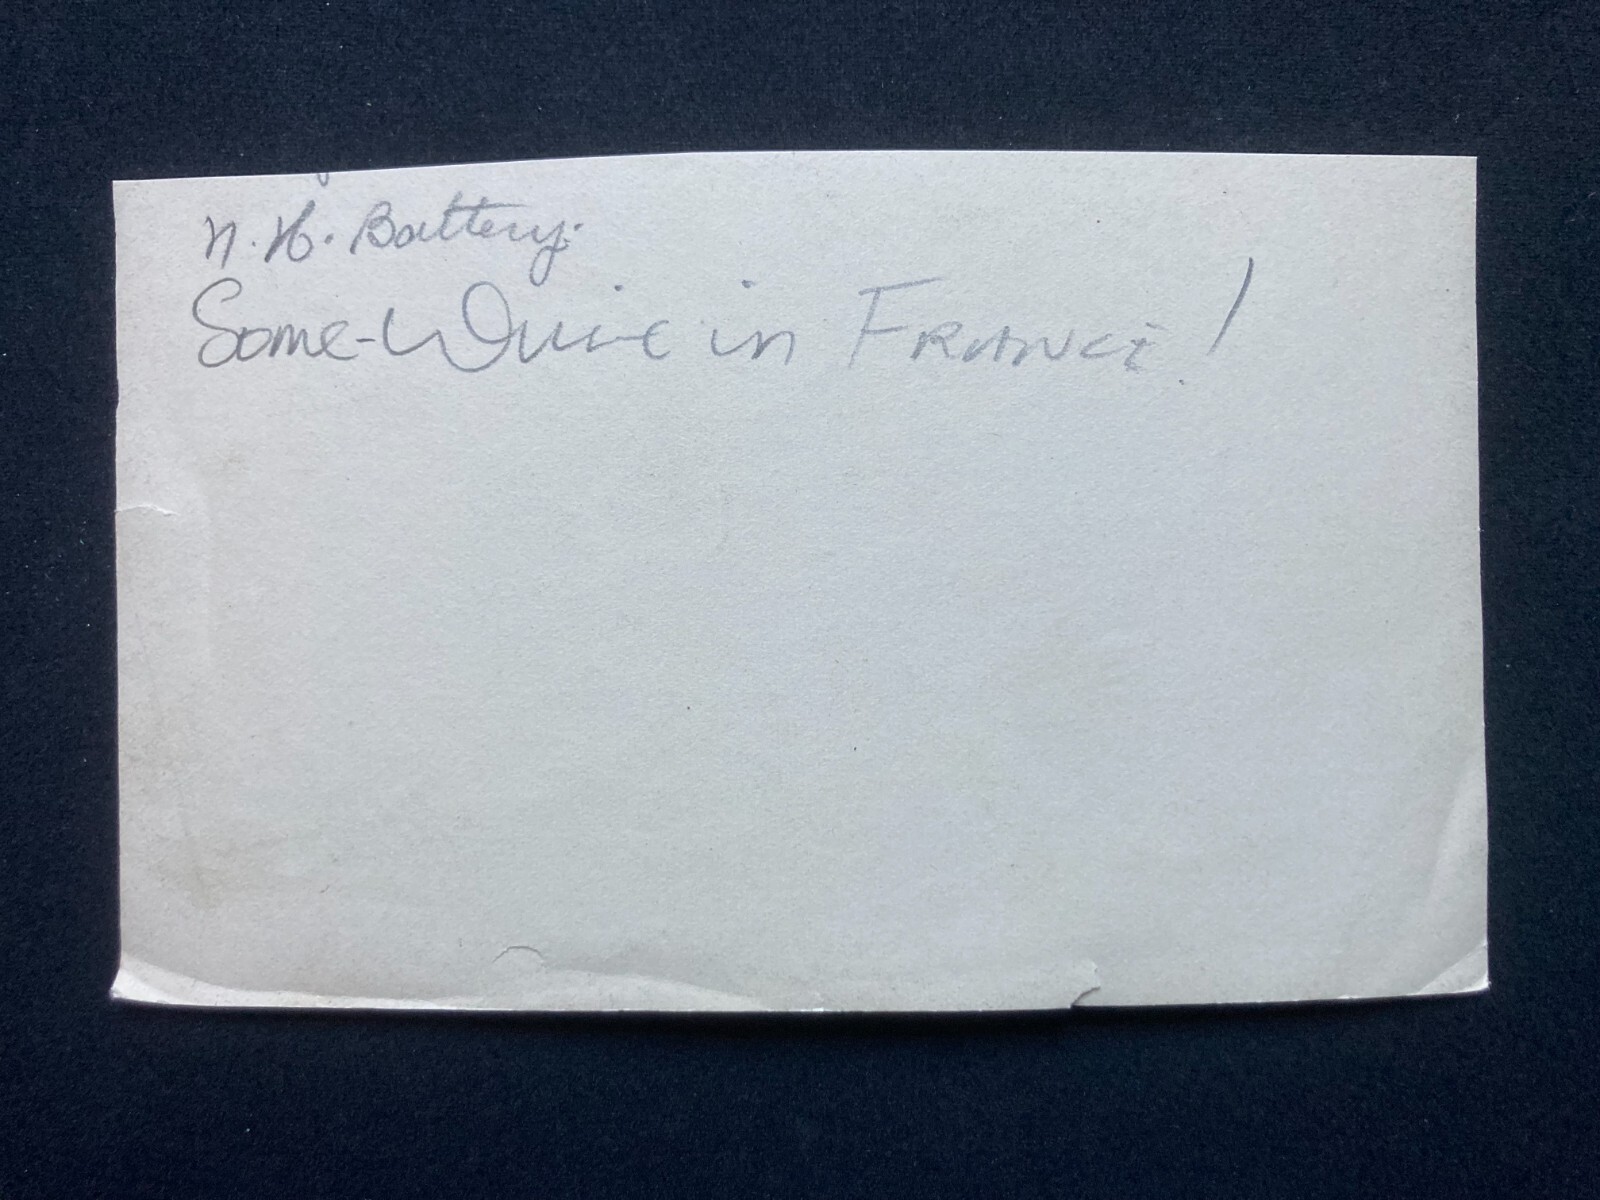 N. H. Battery.
Some-Where in FRANCE!